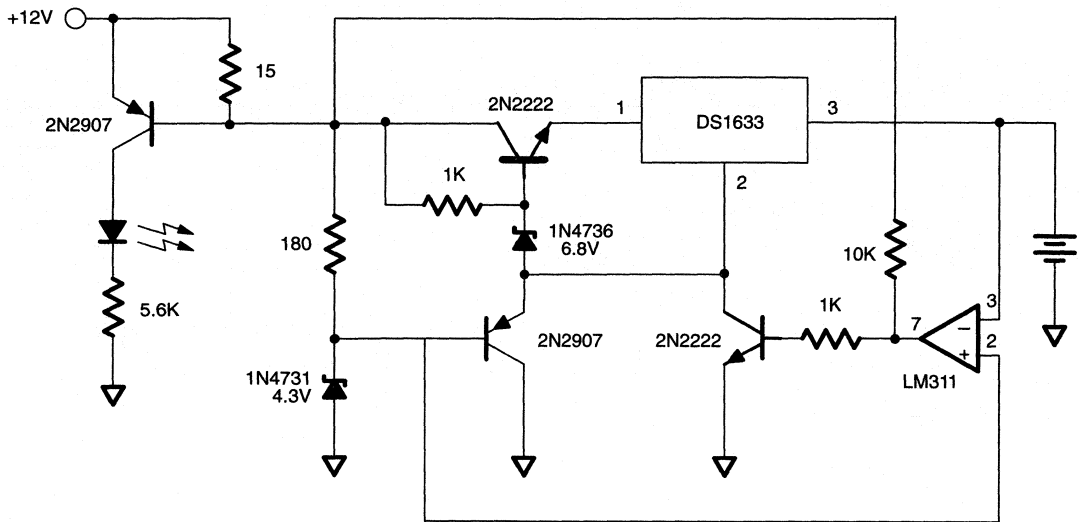 +12V
15
2N2907
2N2222
1
DS1633
3
2
1K
1N4736
6.8V
180
10K
5.6K
1K
2N2907
2N2222
7
3
−
2
+
LM311
1N4731
4.3V